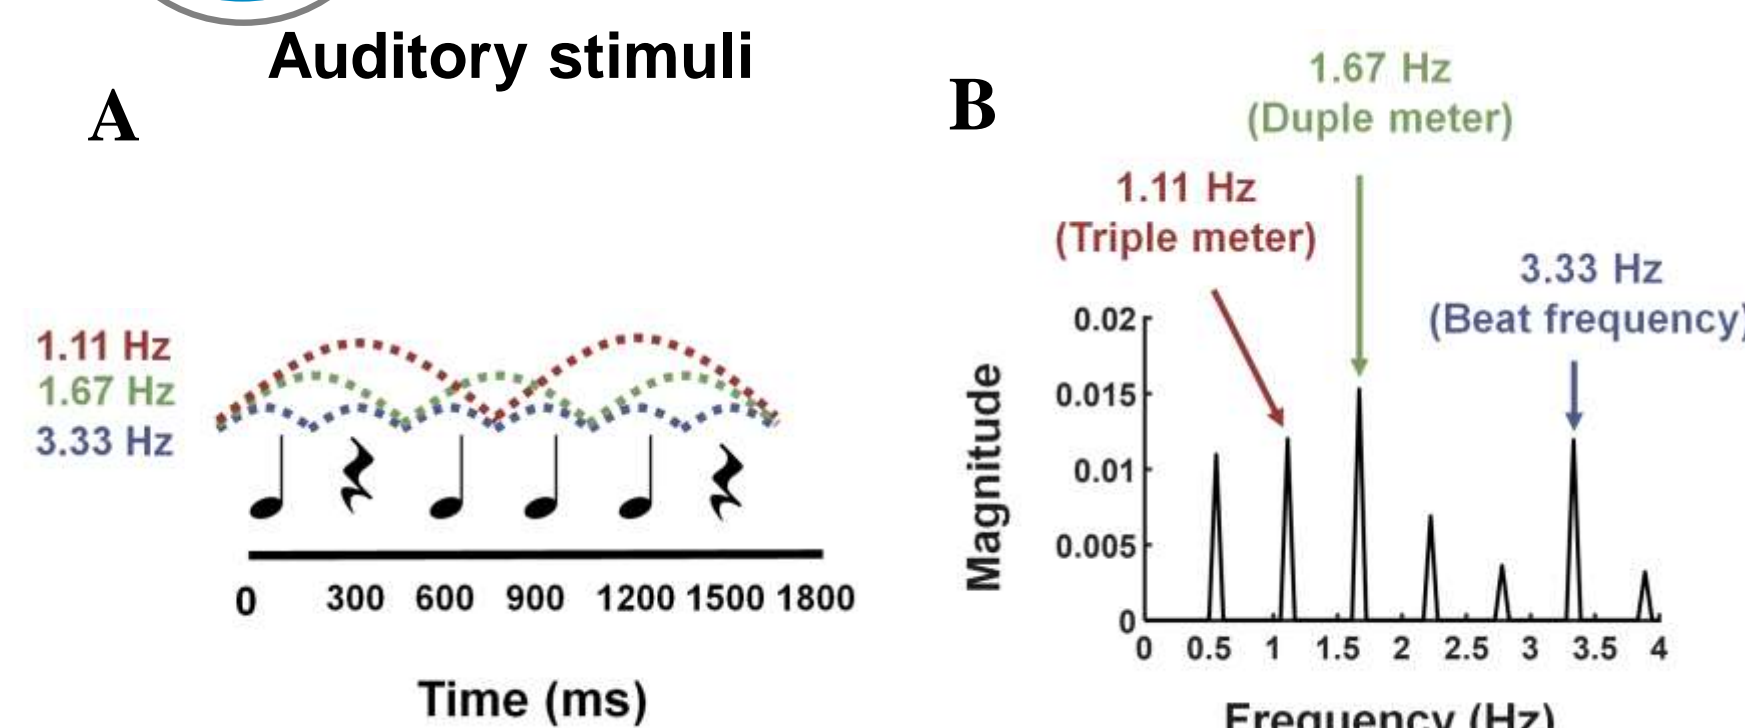 Auditory stimuli
A
1.11 Hz
1.67 Hz
3.33 Hz
0 300 600 900 1200 1500 1800
Time (ms)
B
1.67 Hz
(Duple meter)
1.11 Hz
(Triple meter)
3.33 Hz
(Beat frequency)
Magnitude
0.02
0.015
0.01
0.005
0
0 0.5 1 1.5 2 2.5 3 3.5 4
Frequency (Hz)